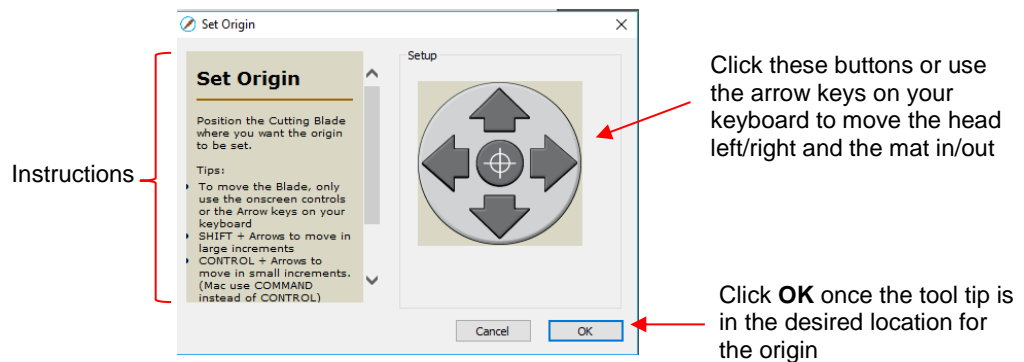 Set Origin
Setup
Set Origin
Position the Cutting Blade
where you want the origin
to be set.
Tips:
To move the Blade, only
use the onscreen controls
or the Arrow keys on your
keyboard
SHIFT + Arrows to move in
large increments
CONTROL + Arrows to
move in small increments.
(Mac use COMMAND
instead of CONTROL)
Cancel
OK
Instructions
Click these buttons or use
the arrow keys on your
keyboard to move the head
left/right and the mat in/out
Click OK once the tool tip is
in the desired location for
the origin